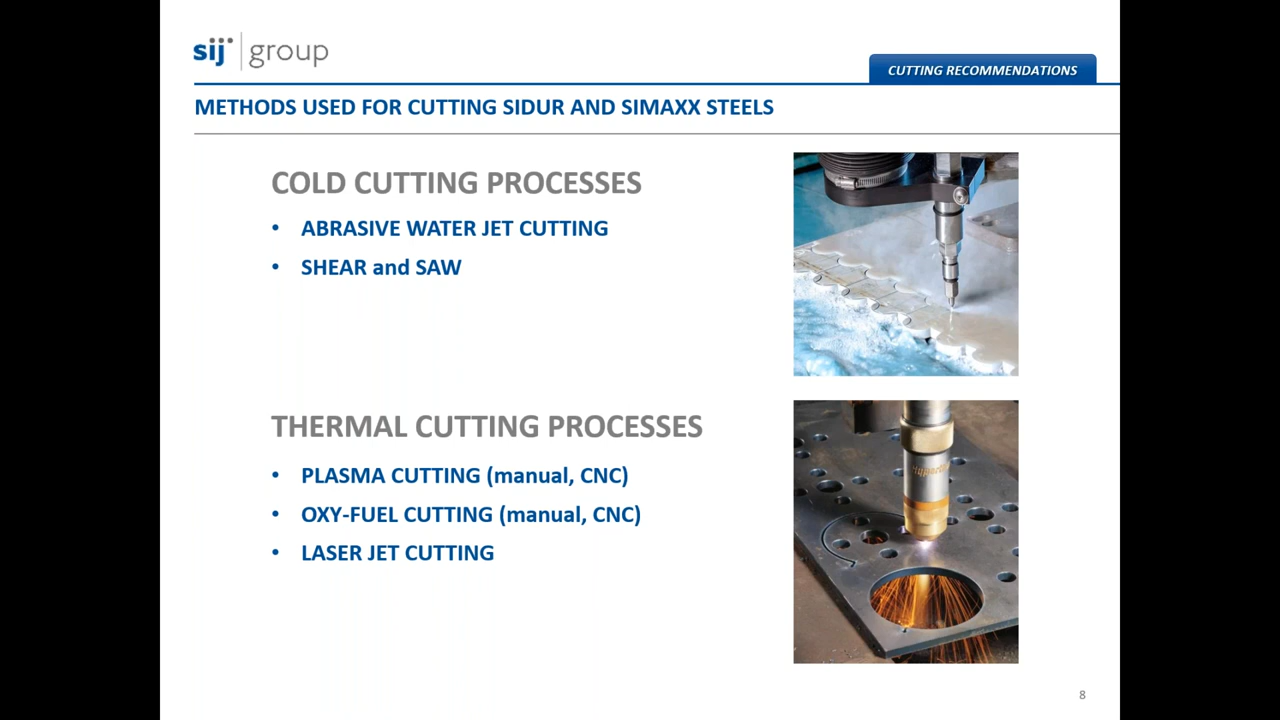 sij group
CUTTING RECOMMENDATIONS
METHODS USED FOR CUTTING SIDUR AND SIMAXX STEELS
COLD CUTTING PROCESSES
• ABRASIVE WATER JET CUTTING
• SHEAR and SAW
THERMAL CUTTING PROCESSES
• PLASMA CUTTING (manual, CNC)
• OXY-FUEL CUTTING (manual, CNC)
• LASER JET CUTTING
8